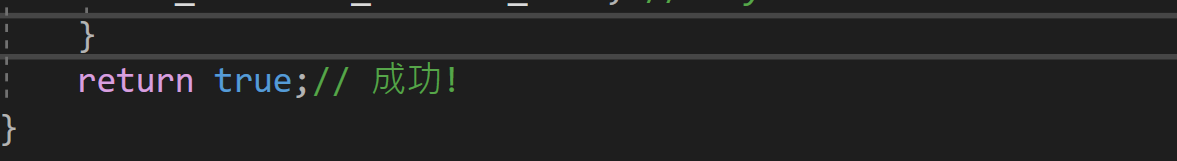 }
return true;// 成功!
}